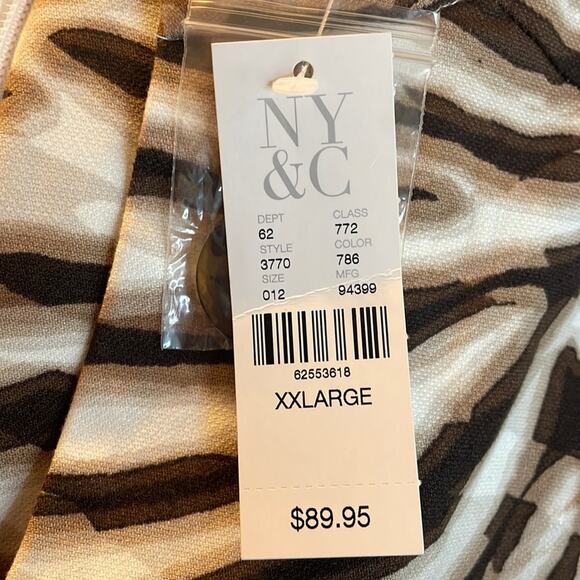 NY
&C
DEPT CLASS
62 772
STYLE COLOR
3770 786
SIZE MFG
012 94399
62553618
XXLARGE
$89.95